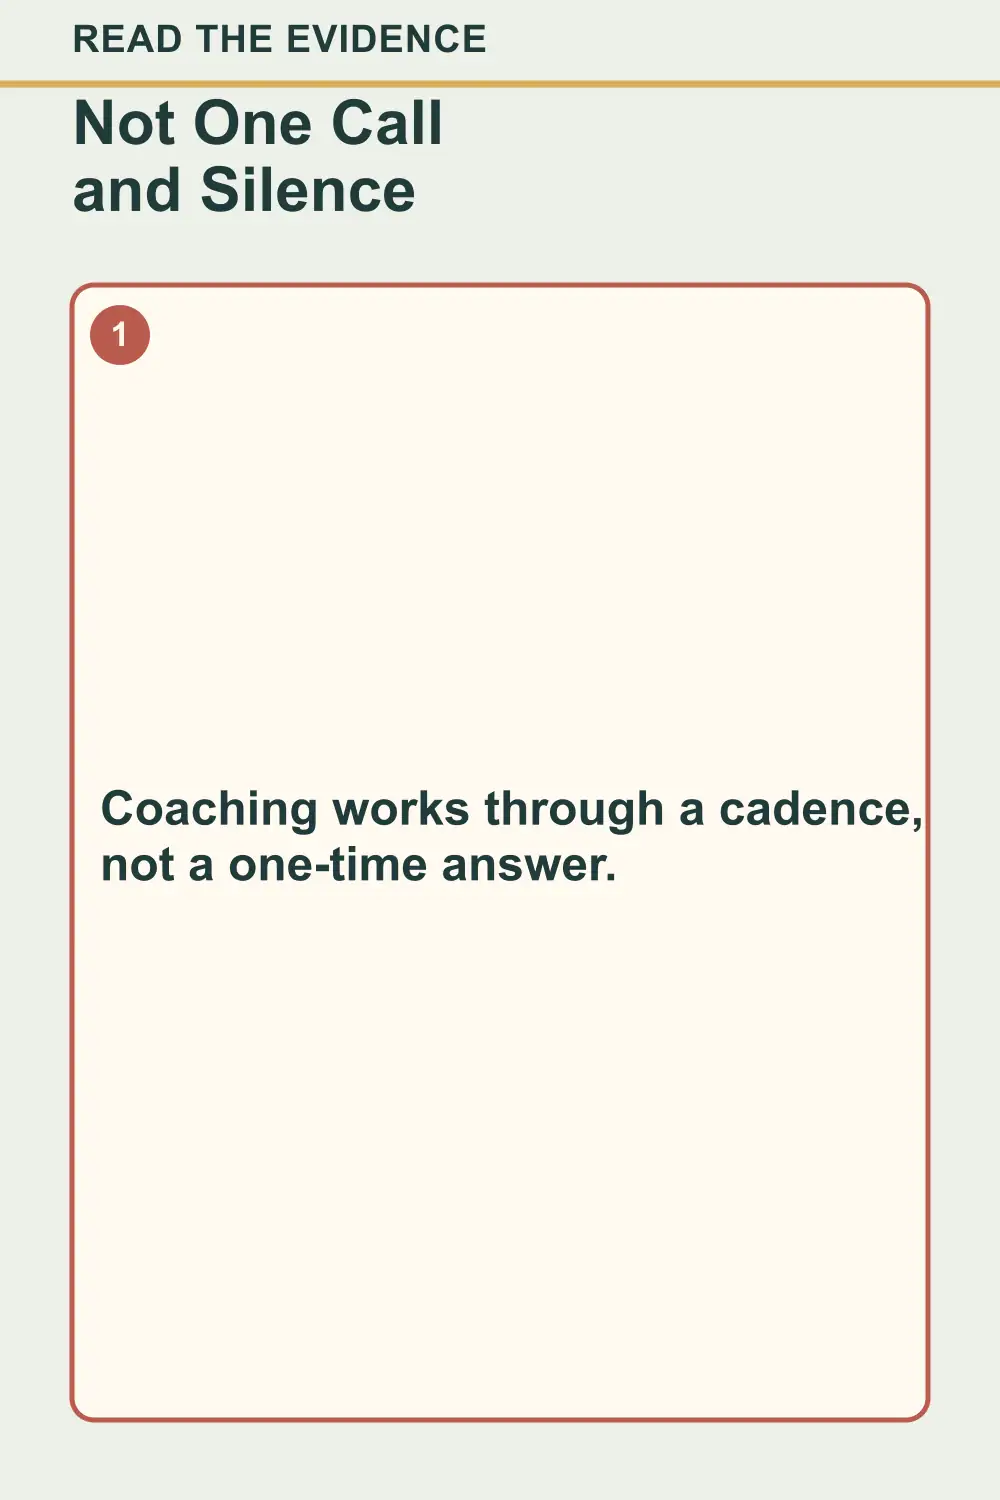 READ THE EVIDENCE
Not One Call
and Silence
1
Coaching works through a cadence,
not a one-time answer.